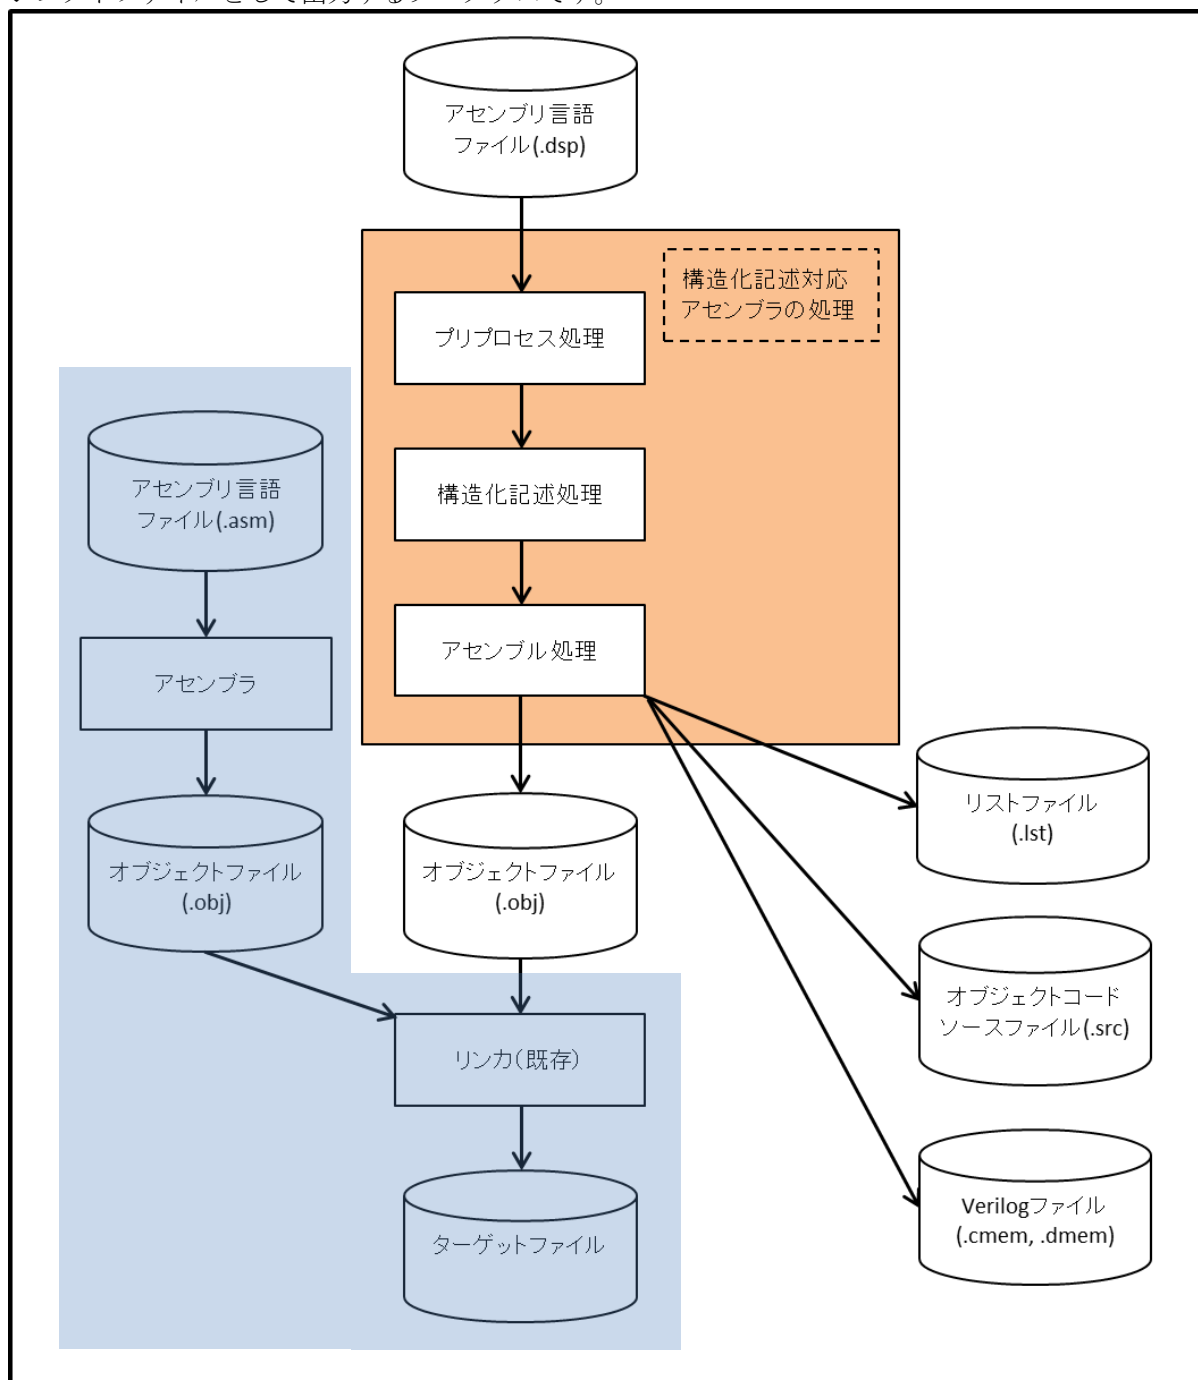 アセンブリ言語
ファイル(.dsp)
構造化記述対応
アセンブラの処理
プリプロセス処理
構造化記述処理
アセンブル処理
アセンブリ言語
ファイル(.asm)
アセンブラ
オブジェクトファイル
(.obj)
オブジェクトファイル
(.obj)
リンカ(既存)
ターゲットファイル
リストファイル
(.lst)
オブジェクトコード
ソースファイル(.src)
Verilogファイル
(.cmem, .dmem)